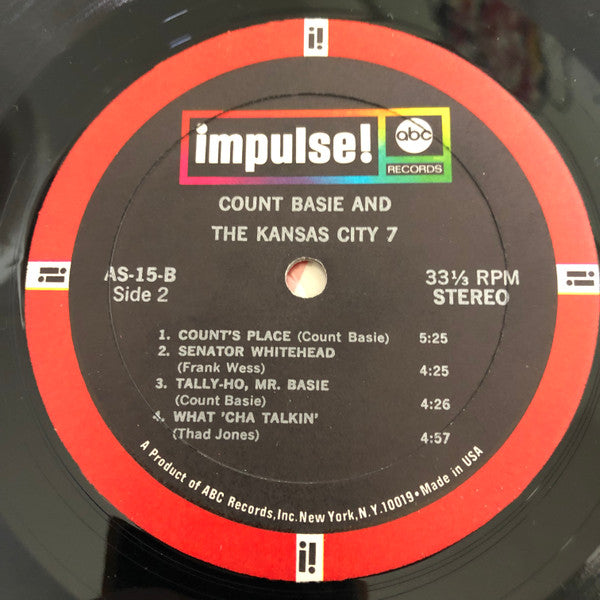 i!
impulse!
abc
RECORDS
COUNT BASIE AND
THE KANSAS CITY 7
AS-15-B
33⅓ RPM
Side 2
STEREO
i!
i!
1. COUNT'S PLACE (Count Basie) 5:25
2. SENATOR WHITEHEAD
(Frank Wess) 4:25
3. TALLY-HO, MR. BASIE
(Count Basie) 4:26
4. WHAT 'CHA TALKIN'
(Thad Jones) 4:57
A Product of ABC Records, Inc. New York, N.Y. 10019 • Made in USA
i!